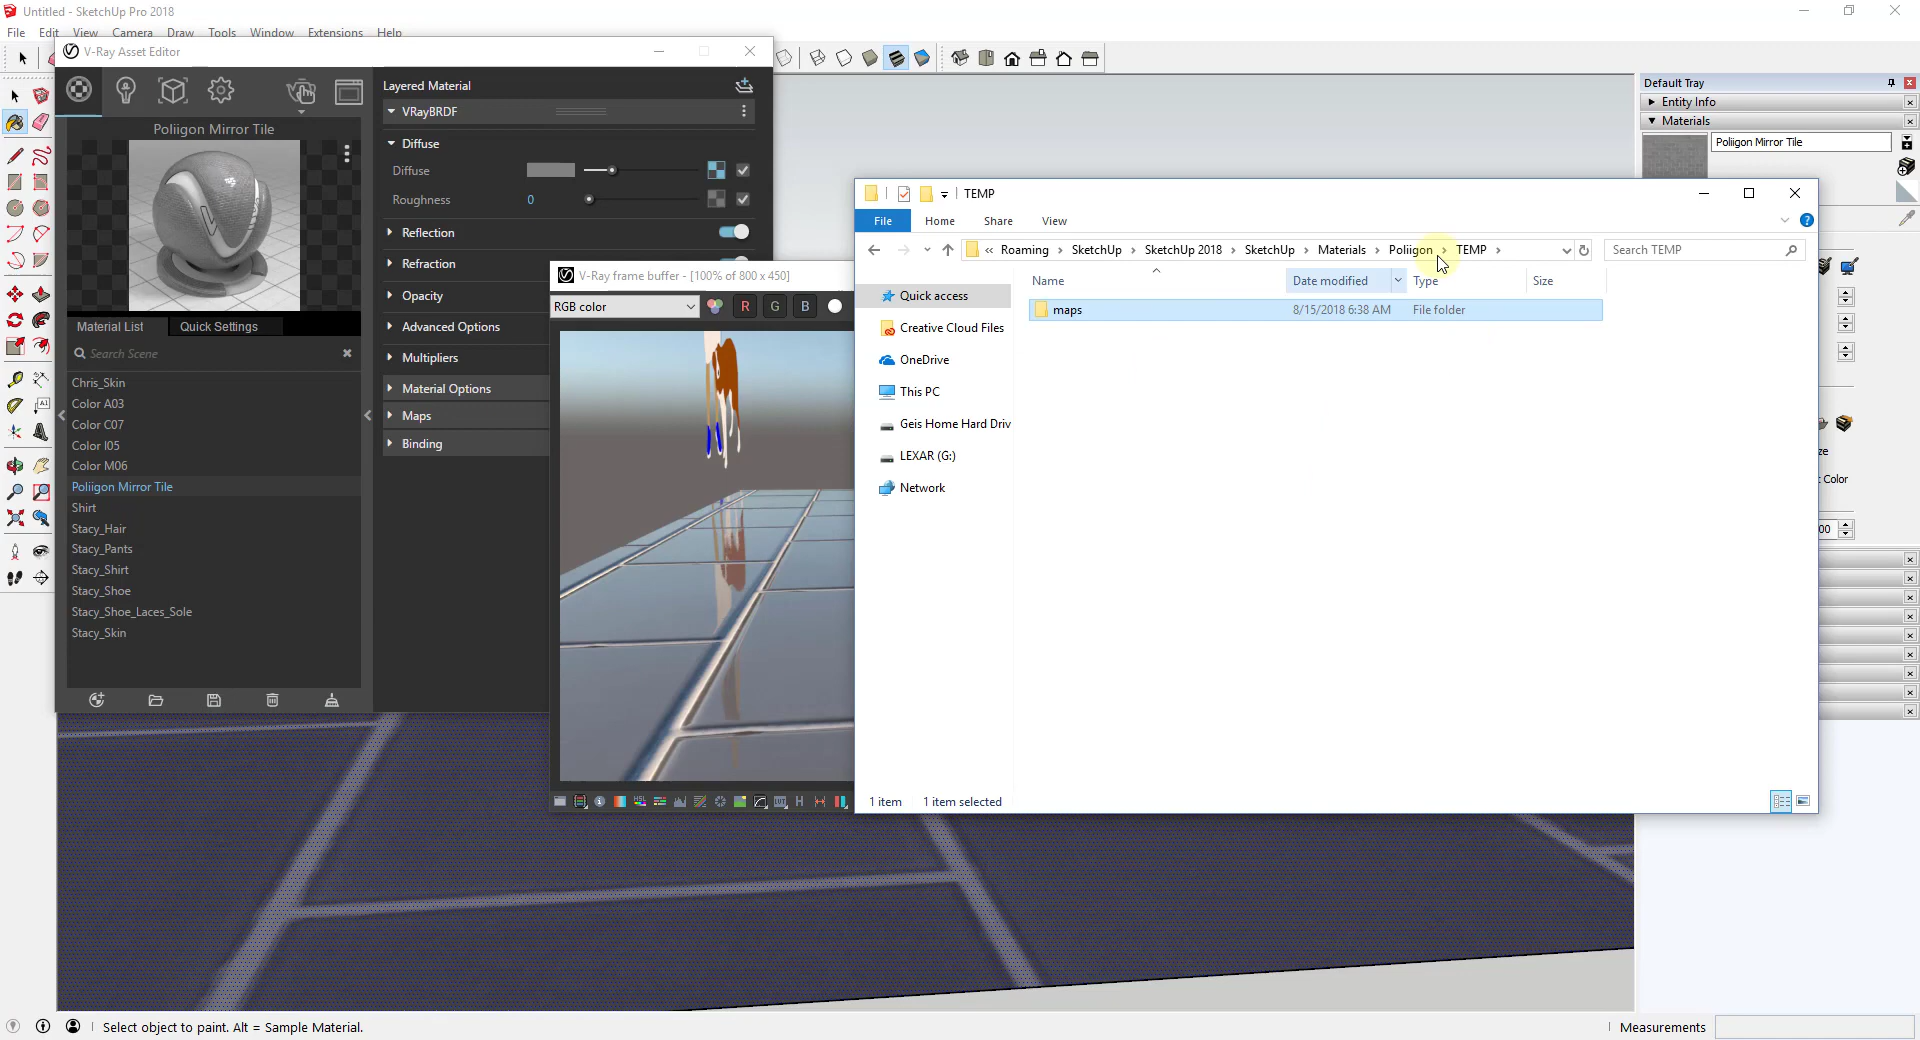 Untitled - SketchUp Pro 2018
File Edit View Camera Draw Tools Window Extensions Help
V-Ray Asset Editor
Poliigon Mirror Tile
Material List
Quick Settings
Search Scene
Chris_Skin
Color A03
Color C07
Color I05
Color M06
Poliigon Mirror Tile
Shirt
Stacy_Hair
Stacy_Pants
Stacy_Shirt
Stacy_Shoe
Stacy_Shoe_Laces_Sole
Stacy_Skin
Layered Material
VRayBRDF
Diffuse
Diffuse
Roughness 0
Reflection
Refraction
Opacity
Advanced Options
Multipliers
Material Options
Maps
Binding
V-Ray frame buffer - [100% of 800 x 450]
RGB color
R G B
TEMP
File Home Share View
« Roaming > SketchUp > SketchUp 2018 > SketchUp > Materials > Poliigon > TEMP >
Search TEMP
Name Date modified Type Size
maps 8/15/2018 6:38 AM File folder
Quick access
Creative Cloud Files
OneDrive
This PC
Geis Home Hard Driv
LEXAR (G:)
Network
1 item 1 item selected
Default Tray
Entity Info
Materials
Poliigon Mirror Tile
ze
Color
00
Select object to paint. Alt = Sample Material.
Measurements